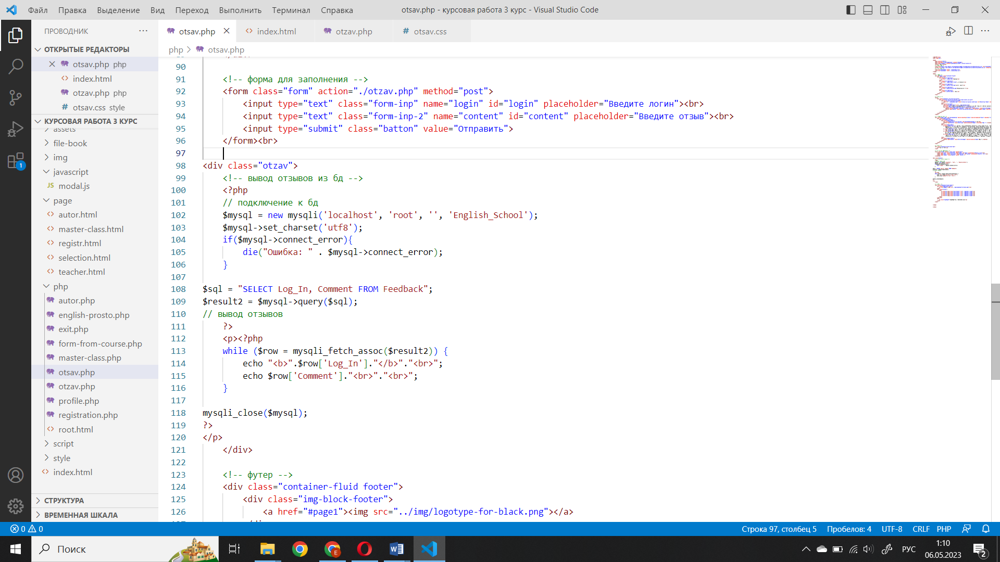 Файл Правка Выделение Вид Переход Выполнить Терминал Справка
otsav.php - курсовая работа 3 курс - Visual Studio Code
ПРОВОДНИК
ОТКРЫТЫЕ РЕДАКТОРЫ
otsav.php php
index.html
otzav.php php
otsav.css style
КУРСОВАЯ РАБОТА 3 КУРС
assets
file-book
img
javascript
JS modal.js
page
autor.html
master-class.html
registr.html
selection.html
teacher.html
php
autor.php
english-prosto.php
exit.php
form-from-course.php
master-class.php
otsav.php
otzav.php
profile.php
registration.php
root.html
script
style
index.html
СТРУКТУРА
ВРЕМЕННАЯ ШКАЛА
1
otsav.php index.html otzav.php # otsav.css
php > otsav.php
90
91 <!-- форма для заполнения -->
92 <form class="form" action="./otzav.php" method="post">
93 <input type="text" class="form-inp" name="login" id="login" placeholder="Введите логин"><br>
94 <input type="text" class="form-inp-2" name="content" id="content" placeholder="Введите отзыв"><br>
95 <input type="submit" class="batton" value="Отправить">
96 </form><br>
97
98 <div class="otzav">
99 <!-- вывод отзывов из бд -->
100 <?php
101 // подключение к бд
102 $mysql = new mysqli('localhost', 'root', '', 'English_School');
103 $mysql->set_charset('utf8');
104 if($mysql->connect_error){
105 die("Ошибка: " . $mysql->connect_error);
106 }
107
108 $sql = "SELECT Log_In, Comment FROM Feedback";
109 $result2 = $mysql->query($sql);
110 // вывод отзывов
111 ?>
112 <p><?php
113 while ($row = mysqli_fetch_assoc($result2)) {
114 echo "<b>".$row['Log_In']."</b>"."<br>";
115 echo $row['Comment']."<br>"."<br>";
116 }
117
118 mysqli_close($mysql);
119 ?>
120 </p>
121 </div>
122
123 <!-- футер -->
124 <div class="container-fluid footer">
125 <div class="img-block-footer">
126 <a href="#page1"><img src="../img/logotype-for-black.png"></a>
0 0
Строка 97, столбец 5 Пробелов: 4 UTF-8 CRLF PHP
Поиск
РУС
1:10
06.05.2023
2